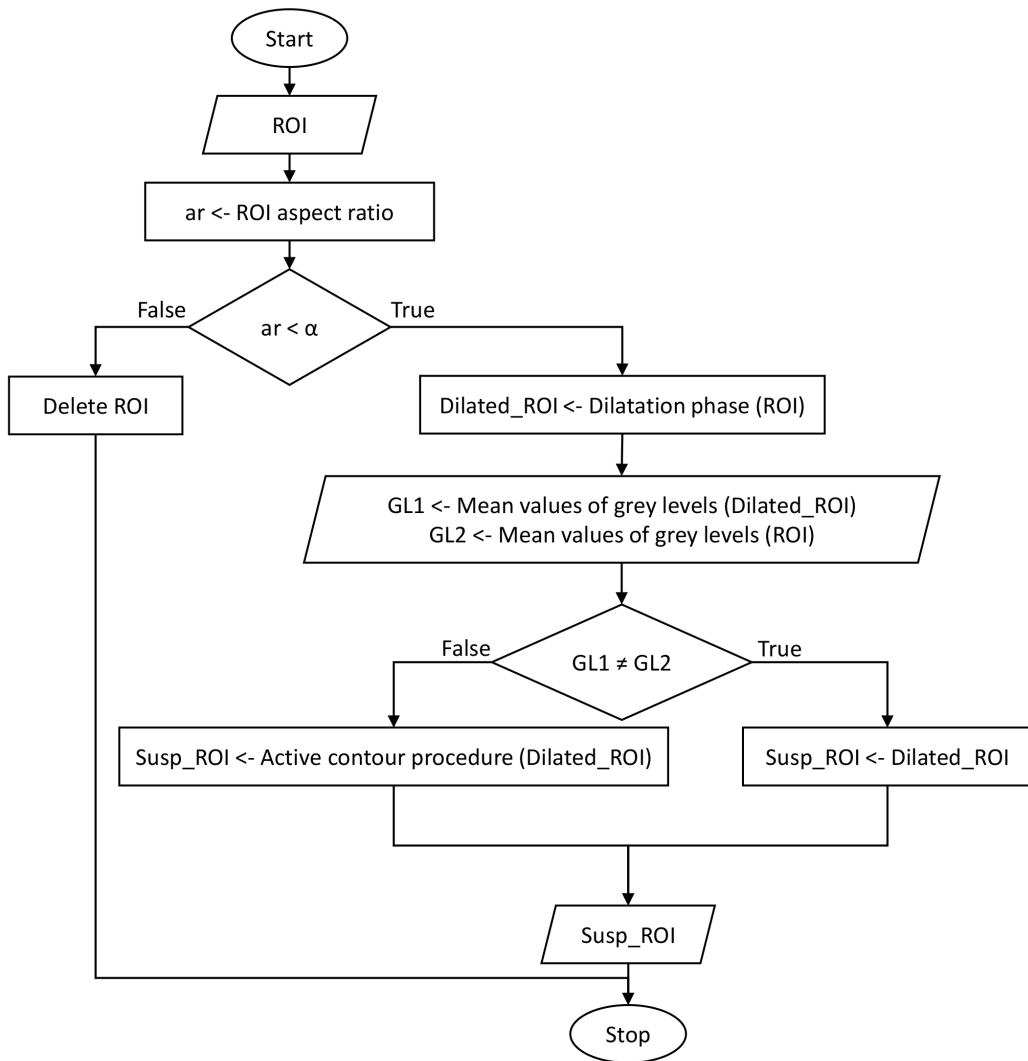 Start
ROI
ar <- ROI aspect ratio
False
True
ar < α
Delete ROI
Dilated_ROI <- Dilatation phase (ROI)
GL1 <- Mean values of grey levels (Dilated_ROI)
GL2 <- Mean values of grey levels (ROI)
False
True
GL1 ≠ GL2
Susp_ROI <- Active contour procedure (Dilated_ROI)
Susp_ROI <- Dilated_ROI
Susp_ROI
Stop